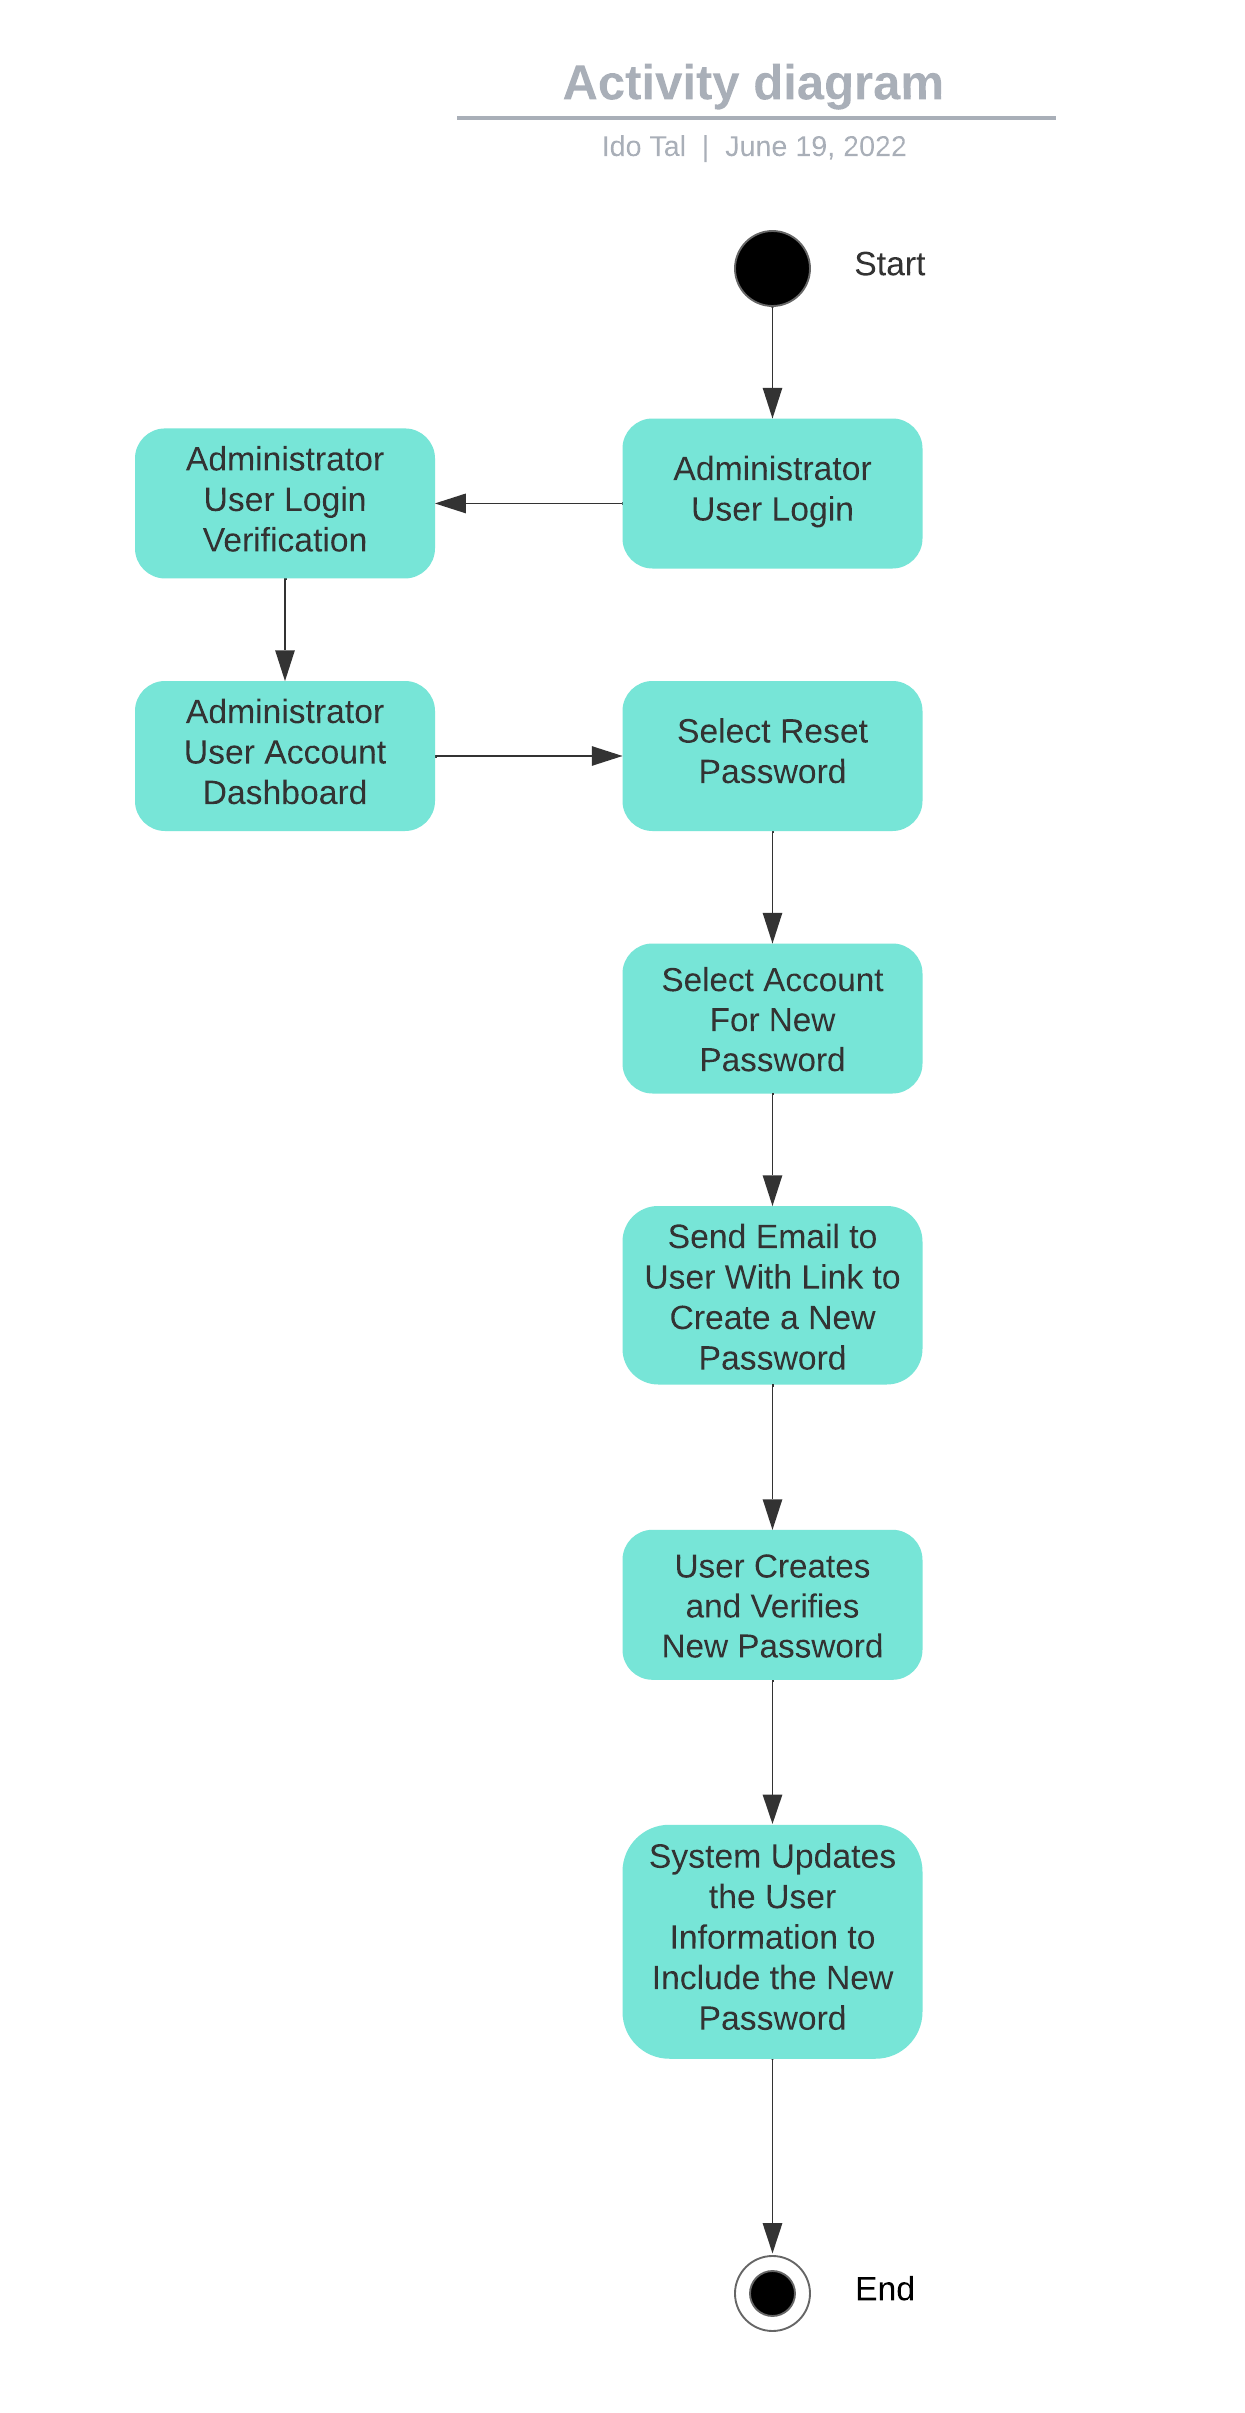 Activity diagram
Ido Tal | June 19, 2022
Start
Administrator
User Login
Administrator
User Login
Verification
Administrator
User Account
Dashboard
Select Reset
Password
Select Account
For New
Password
Send Email to
User With Link to
Create a New
Password
User Creates
and Verifies
New Password
System Updates
the User
Information to
Include the New
Password
End